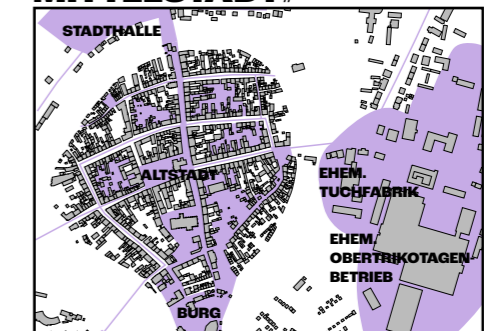 STADTHALLE
ALTSTADT
EHEM.
TUCHFABRIK
EHEM.
OBERTRIKOTAGEN-
BETRIEB
BURG